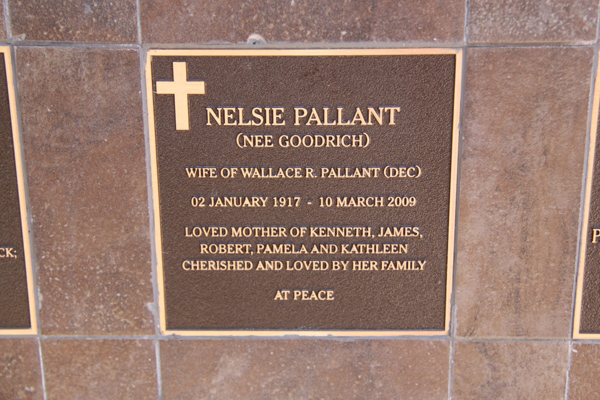 NELSIE PALLANT
(NEE GOODRICH)
WIFE OF WALLACE R. PALLANT (DEC)
02 JANUARY 1917 - 10 MARCH 2009
LOVED MOTHER OF KENNETH, JAMES,
ROBERT, PAMELA AND KATHLEEN
CHERISHED AND LOVED BY HER FAMILY
AT PEACE